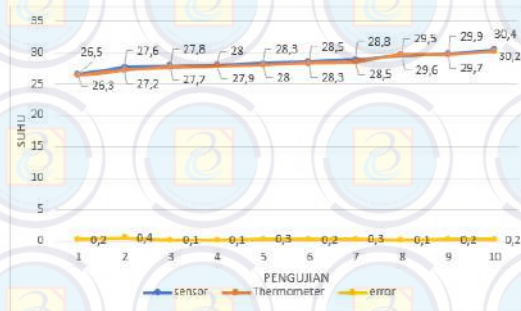 35
26,5 27,6 27,8 28 28,3 28,5 28,8 29,5 29,9 30,4
30
26,3 27,2 27,7 27,9 28 28,3 28,5 29,6 29,7 30,2
25
20
SUHU
15
10
5
0 0,2 0,4 0,1 0,1 0,3 0,2 0,3 0,1 0,2 0,2
1 2 3 4 5 6 7 8 9 10
PENGUJIAN
sensor Thermometer error